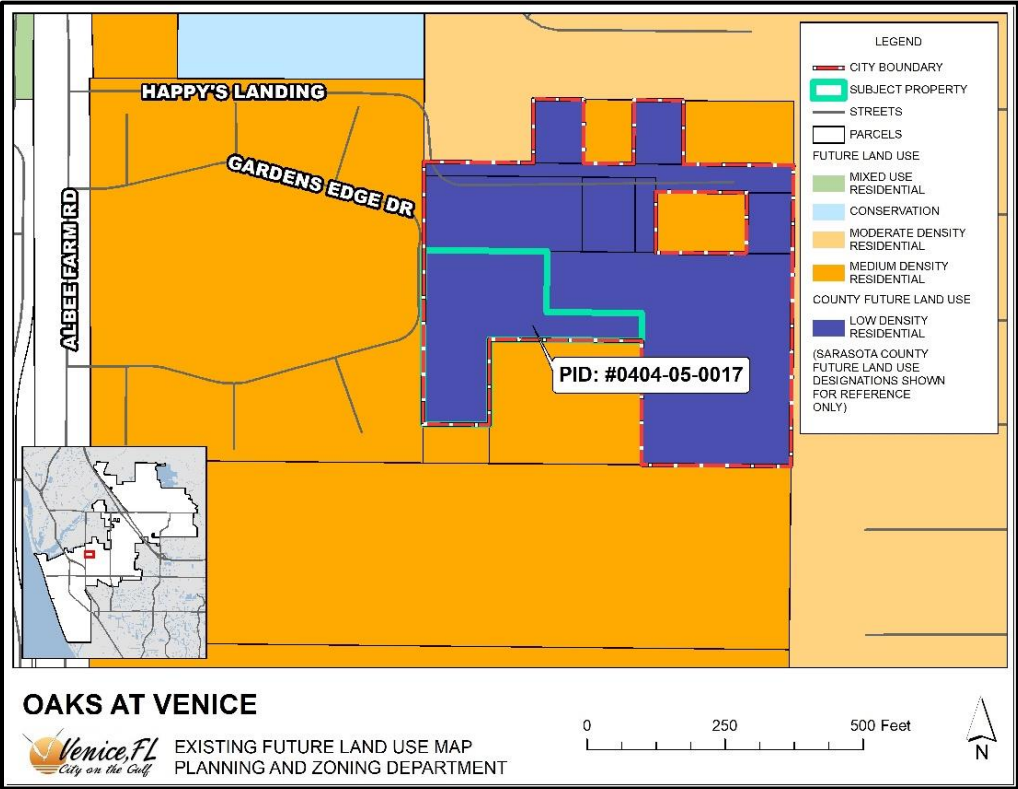 HAPPY'S LANDING
GARDENS EDGE DR
ALBEE FARM RD
PID: #0404-05-0017
LEGEND
CITY BOUNDARY
SUBJECT PROPERTY
STREETS
PARCELS
FUTURE LAND USE
MIXED USE
RESIDENTIAL
CONSERVATION
MODERATE DENSITY
RESIDENTIAL
MEDIUM DENSITY
RESIDENTIAL
COUNTY FUTURE LAND USE
LOW DENSITY
RESIDENTIAL
(SARASOTA COUNTY
FUTURE LAND USE
DESIGNATIONS SHOWN
FOR REFERENCE
ONLY)
OAKS AT VENICE
Venice, FL
City on the Gulf
EXISTING FUTURE LAND USE MAP
PLANNING AND ZONING DEPARTMENT
0 250 500 Feet
N